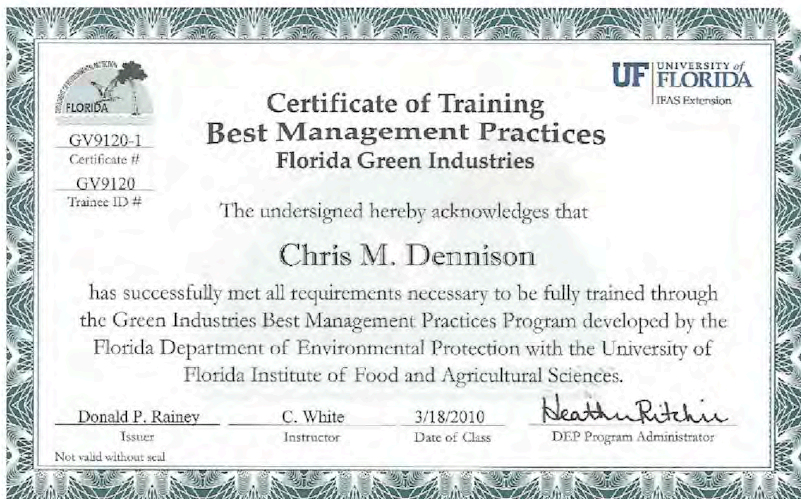 FLORIDA
UF UNIVERSITY of
FLORIDA
IFAS Extension
GV9120-1
Certificate #
GV9120
Trainee ID #
Certificate of Training
Best Management Practices
Florida Green Industries
The undersigned hereby acknowledges that
Chris M. Dennison
has successfully met all requirements necessary to be fully trained through
the Green Industries Best Management Practices Program developed by the
Florida Department of Environmental Protection with the University of
Florida Institute of Food and Agricultural Sciences.
Donald P. Rainey
Issuer
C. White
Instructor
3/18/2010
Date of Class
Heather Ritchie
DEP Program Administrator
Not valid without seal